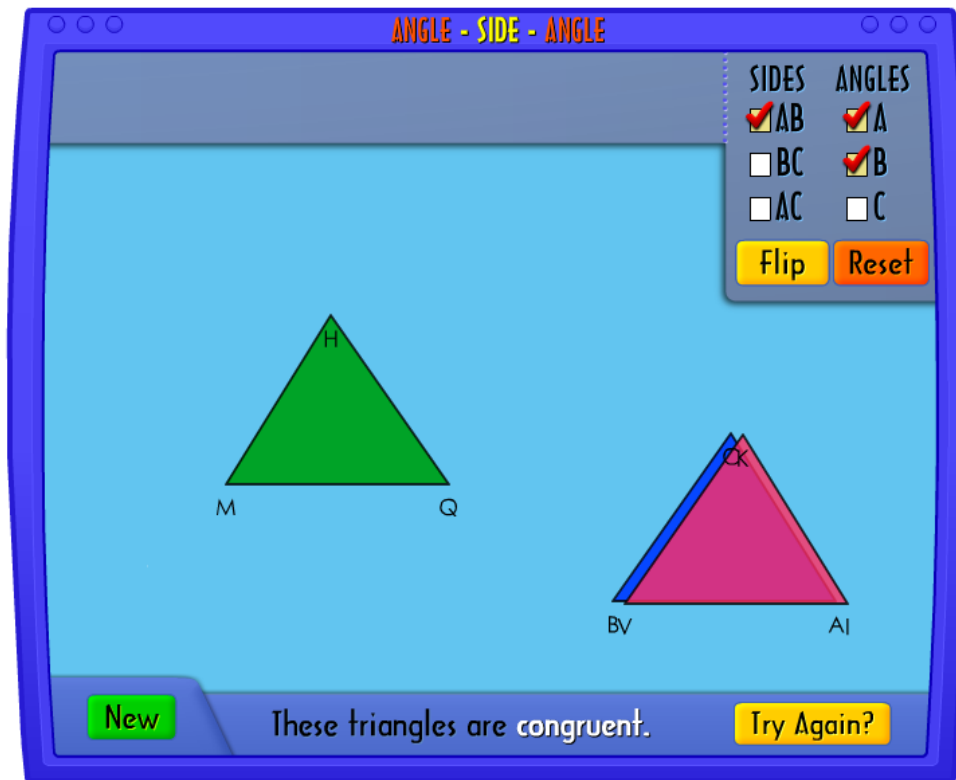 ANGLE - SIDE - ANGLE
SIDES ANGLES
AB A
BC B
AC C
Flip Reset
H
CK
M Q
BV AI
New These triangles are congruent. Try Again?